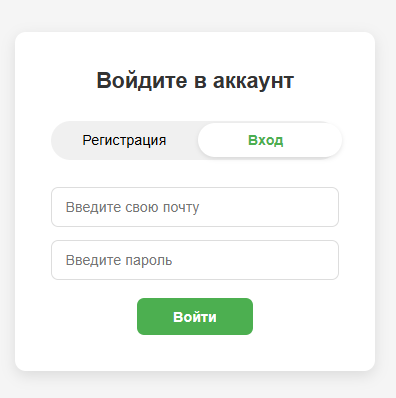 Войдите в аккаунт
Регистрация Вход
Введите свою почту
Введите пароль
Войти